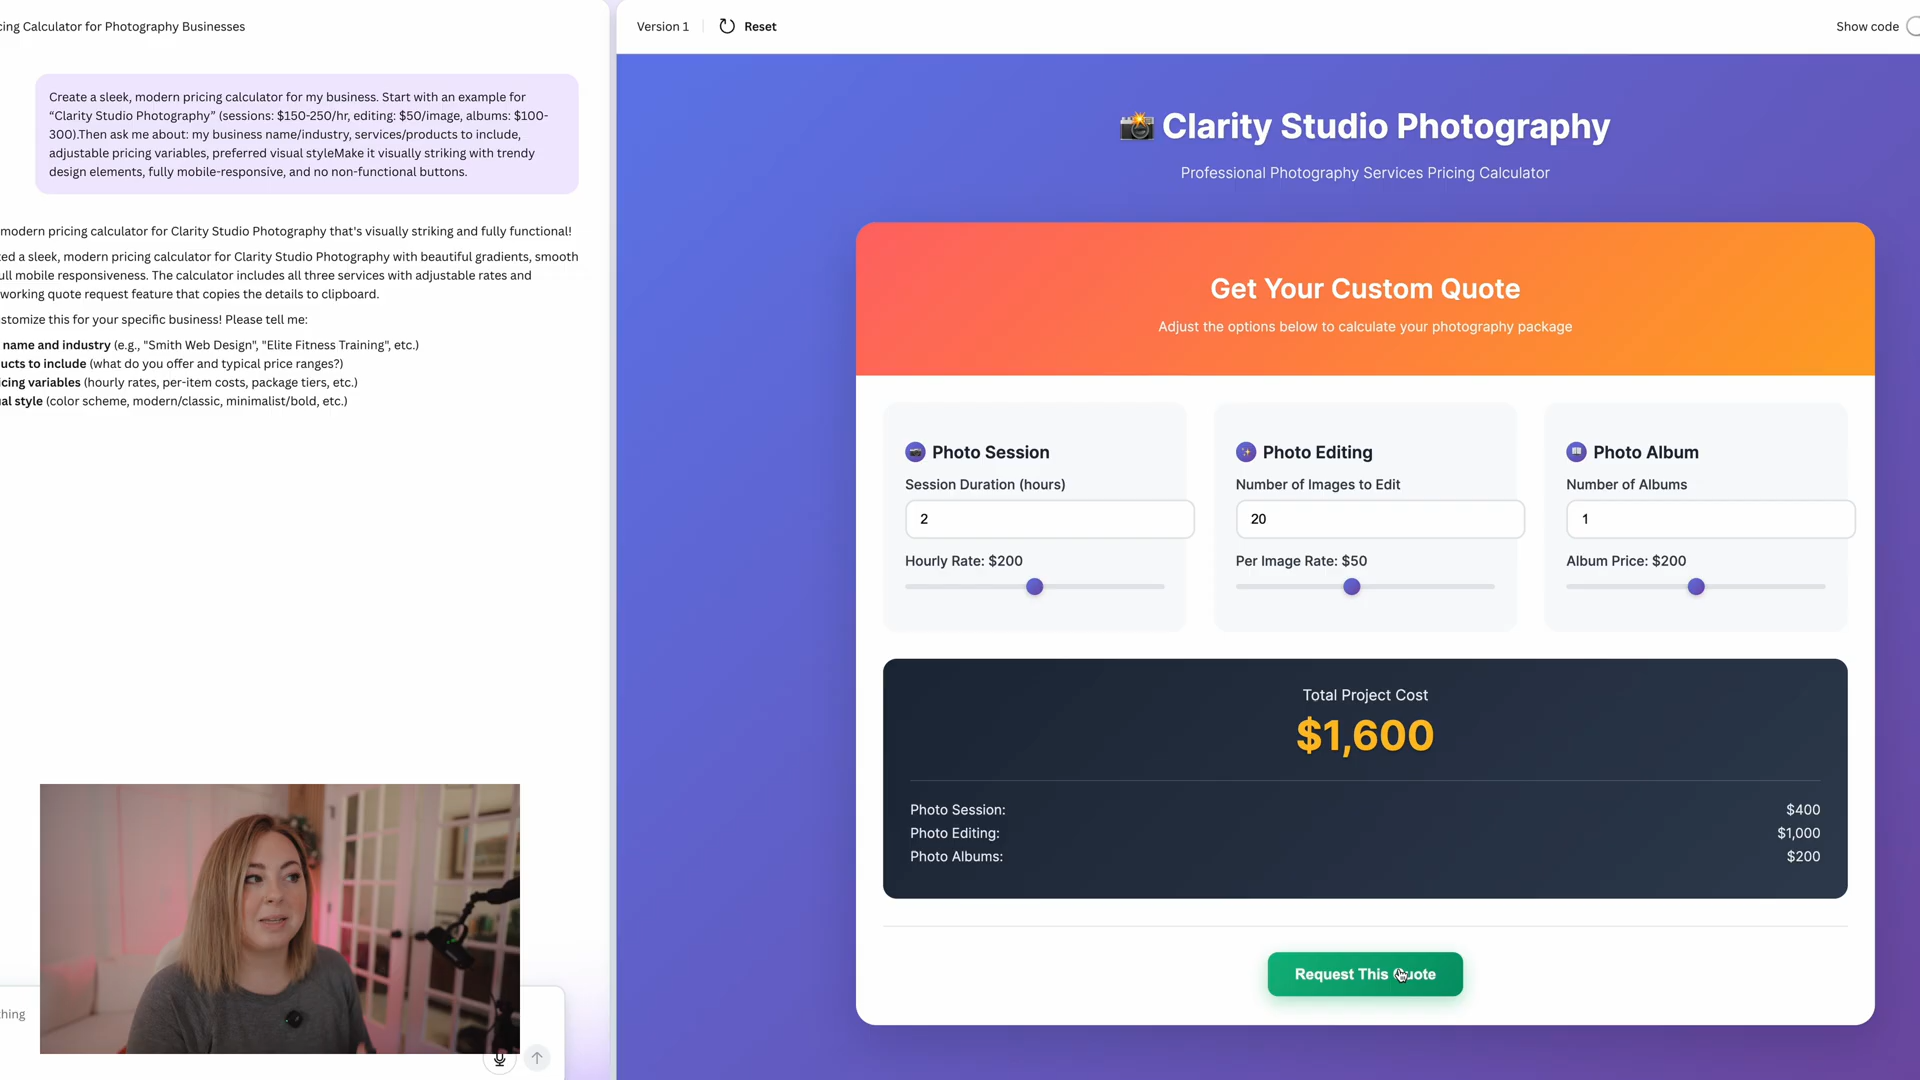 cing Calculator for Photography Businesses
Create a sleek, modern pricing calculator for my business. Start with an example for
“Clarity Studio Photography” (sessions: $150-250/hr, editing: $50/image, albums: $100-
300).Then ask me about: my business name/industry, services/products to include,
adjustable pricing variables, preferred visual styleMake it visually striking with trendy
design elements, fully mobile-responsive, and no non-functional buttons.
modern pricing calculator for Clarity Studio Photography that's visually striking and fully functional!
ted a sleek, modern pricing calculator for Clarity Studio Photography with beautiful gradients, smooth
ull mobile responsiveness. The calculator includes all three services with adjustable rates and
working quote request feature that copies the details to clipboard.
stomize this for your specific business! Please tell me:
name and industry (e.g., "Smith Web Design", "Elite Fitness Training", etc.)
ucts to include (what do you offer and typical price ranges?)
icing variables (hourly rates, per-item costs, package tiers, etc.)
al style (color scheme, modern/classic, minimalist/bold, etc.)
thing
Version 1
Reset
Show code
Clarity Studio Photography
Professional Photography Services Pricing Calculator
Get Your Custom Quote
Adjust the options below to calculate your photography package
Photo Session
Session Duration (hours)
2
Hourly Rate: $200
Photo Editing
Number of Images to Edit
20
Per Image Rate: $50
Photo Album
Number of Albums
1
Album Price: $200
Total Project Cost
$1,600
Photo Session: $400
Photo Editing: $1,000
Photo Albums: $200
Request This Quote